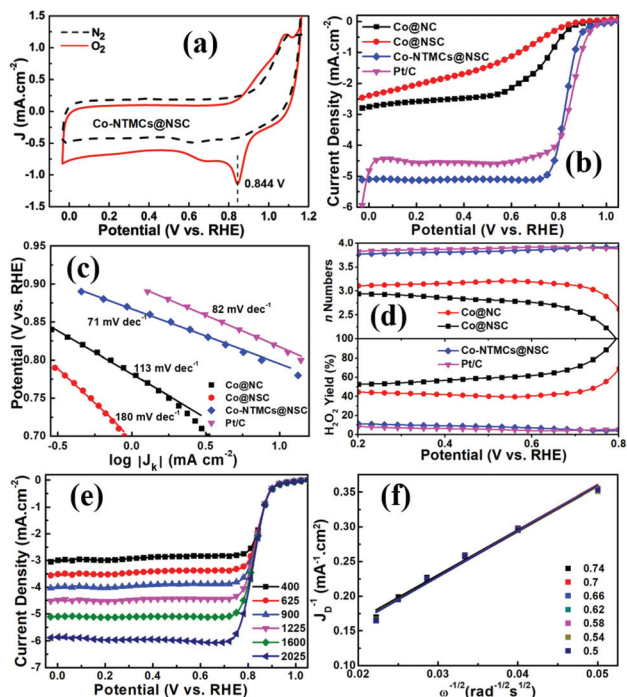 (a)
N₂
O₂
Co-NTMCs@NSC
0.844 V
1.5
1.0
0.5
0.0
-0.5
-1.0
-1.5
J (mA.cm⁻²)
0.0 0.2 0.4 0.6 0.8 1.0 1.2
Potential (V vs. RHE)
(b)
Co@NC
Co@NSC
Co-NTMCs@NSC
Pt/C
0
-1
-2
-3
-4
-5
-6
Current Density (mA.cm⁻²)
0.0 0.2 0.4 0.6 0.8 1.0
Potential (V vs. RHE)
(c)
82 mV dec⁻¹
71 mV dec⁻¹
113 mV dec⁻¹
180 mV dec⁻¹
Co@NC
Co@NSC
Co-NTMCs@NSC
Pt/C
0.95
0.90
0.85
0.80
0.75
0.70
Potential (V vs. RHE)
-0.5 0.0 0.5 1.0
log |Jₖ| (mA cm⁻²)
(d)
4.0
3.5
3.0
2.5
n Numbers
Co@NC
Co@NSC
100
80
60
40
20
0
H₂O₂ Yield (%)
Co-NTMCs@NSC
Pt/C
0.2 0.4 0.6 0.8
Potential (V vs. RHE)
(e)
400
625
900
1225
1600
2025
0
-1
-2
-3
-4
-5
-6
Current Density (mA.cm⁻²)
0.0 0.2 0.4 0.6 0.8 1.0
Potential (V vs. RHE)
(f)
0.74
0.7
0.66
0.62
0.58
0.54
0.5
0.35
0.30
0.25
0.20
0.15
J_D⁻¹ (mA⁻¹.cm²)
0.02 0.03 0.04 0.05
ω⁻¹/² (rad⁻¹/² s¹/²)